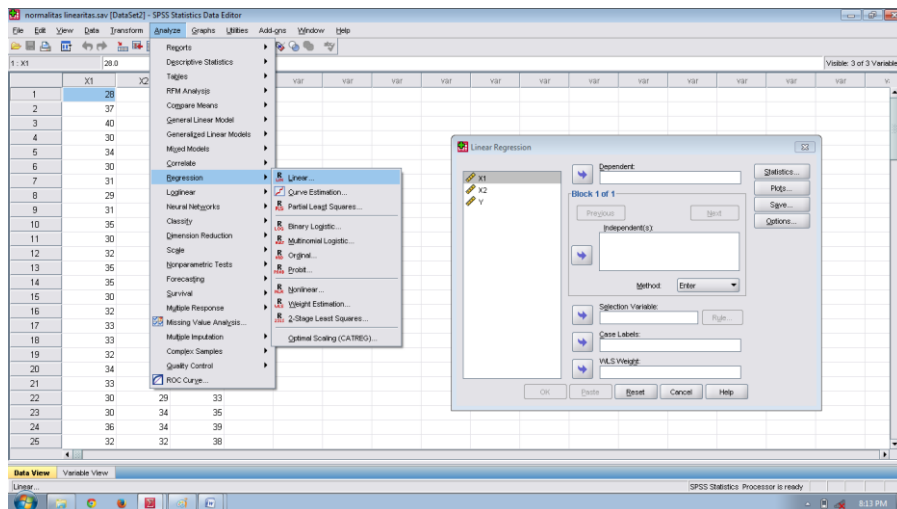 normalitas linearitas.sav [DataSet2] - SPSS Statistics Data Editor
File Edit View Data Transform Analyze Graphs Utilities Add-ons Window Help
1 : X1 28.0 Visible: 3 of 3 Variable
X1 X2 var var var var var var var var var
1 28
2 37
3 40
4 30
5 34
6 30
7 31
8 29
9 31
10 35
11 30
12 32
13 35
14 35
15 30
16 32
17 33
18 33
19 32
20 34
21 33
22 30 29 33
23 30 34 35
24 36 34 39
25 32 32 38
Reports
Descriptive Statistics
Tables
RFM Analysis
Compare Means
General Linear Model
Generalized Linear Models
Mixed Models
Correlate
Regression
Loglinear
Neural Networks
Classify
Dimension Reduction
Scale
Nonparametric Tests
Forecasting
Survival
Multiple Response
Missing Value Analysis...
Multiple Imputation
Complex Samples
Quality Control
ROC Curve...
Linear...
Curve Estimation...
Partial Least Squares...
Binary Logistic...
Multinomial Logistic...
Ordinal...
Probit...
Nonlinear...
Weight Estimation...
2-Stage Least Squares...
Optimal Scaling (CATREG)...
Linear Regression
X1
X2
Y
Dependent:
Block 1 of 1
Previous Next
Independent(s):
Method: Enter
Selection Variable:
Rule...
Case Labels:
WLS Weight:
Statistics...
Plots...
Save...
Options...
OK Paste Reset Cancel Help
Data View Variable View
Linear... SPSS Statistics Processor is ready
8:13 PM